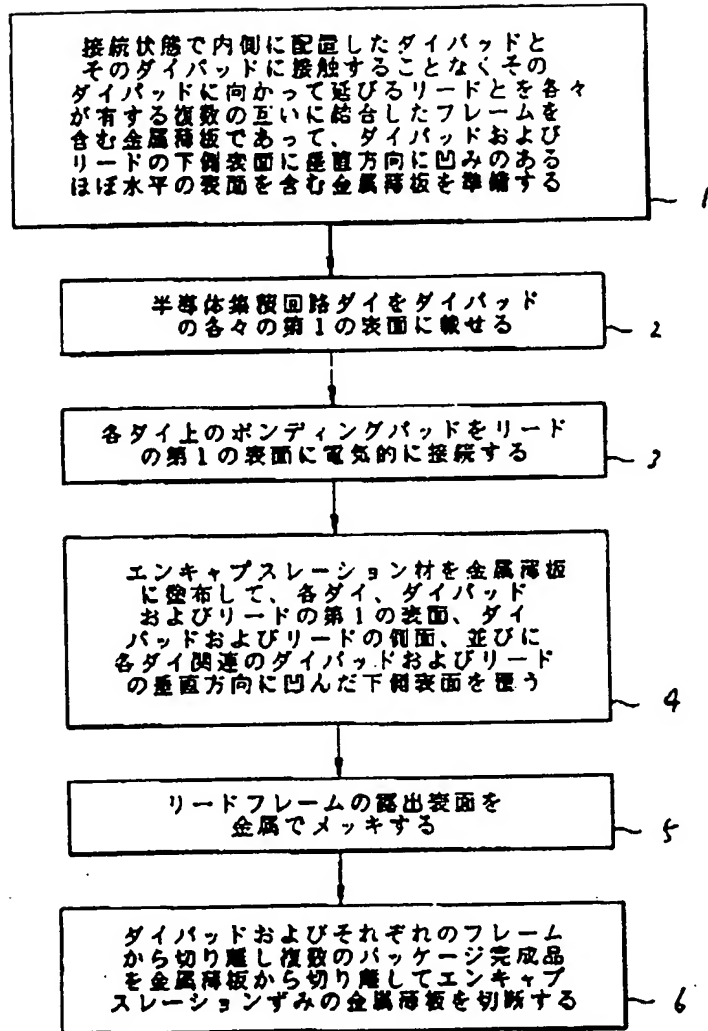 接続状態で内側に配置したダイパッドと
そのダイパッドに接触することなくその
ダイパッドに向かって延びるリードとを各々
が有する複数の互いに結合したフレームを
含む金属薄板であって、ダイパッドおよび
リードの下側表面に垂直方向に凹みのある
ほぼ水平の表面を含む金属薄板を準備する
1
半導体集積回路ダイをダイパッド
の各々の第1の表面に載せる
2
各ダイ上のボンディングパッドをリード
の第1の表面に電気的に接続する
3
エンキャプスレーション材を金属薄板
に塗布して、各ダイ、ダイパッド
およびリードの第1の表面、ダイ
パッドおよびリードの側面、並びに
各ダイ関連のダイパッドおよびリード
の垂直方向に凹んだ下側表面を覆う
4
リードフレームの露出表面を
金属でメッキする
5
ダイパッドおよびそれぞれのフレーム
から切り離し複数のパッケージ完成品
を金属薄板から切り離してエンキャプ
スレーションずみの金属薄板を切断する
6